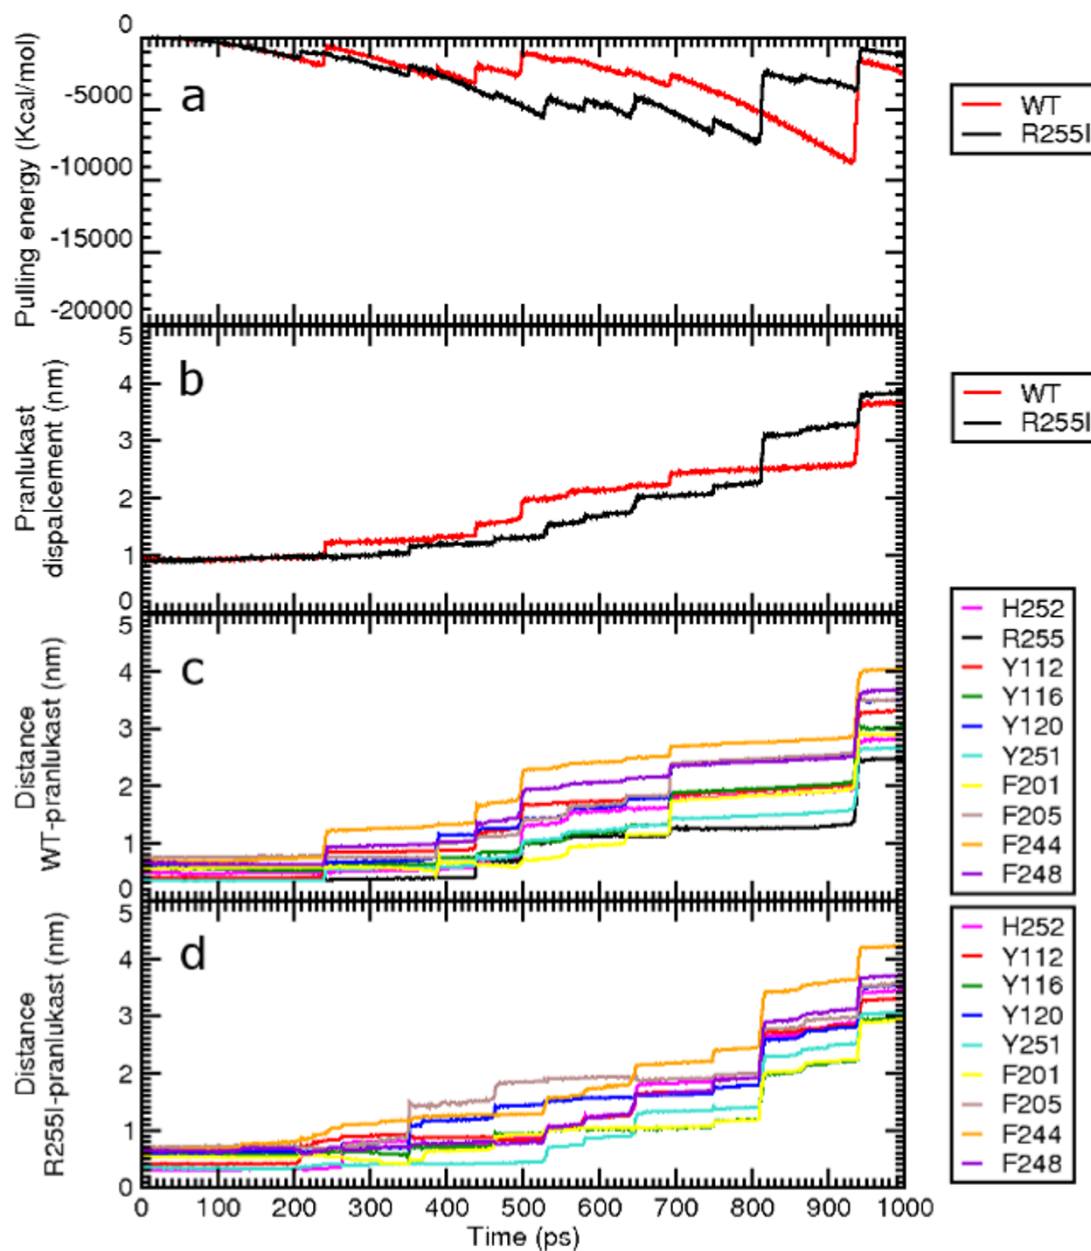 0
-5000
-10000
-15000
-20000
Pulling energy (Kcal/mol)
a
WT
R255I
5
4
3
2
1
0
Pranlukast
dispalcement (nm)
b
WT
R255I
5
4
3
2
1
0
Distance
WT-pranlukast (nm)
c
H252
R255
Y112
Y116
Y120
Y251
F201
F205
F244
F248
5
4
3
2
1
0
Distance
R255I-pranlukast (nm)
d
H252
Y112
Y116
Y120
Y251
F201
F205
F244
F248
0 100 200 300 400 500 600 700 800 900 1000
Time (ps)